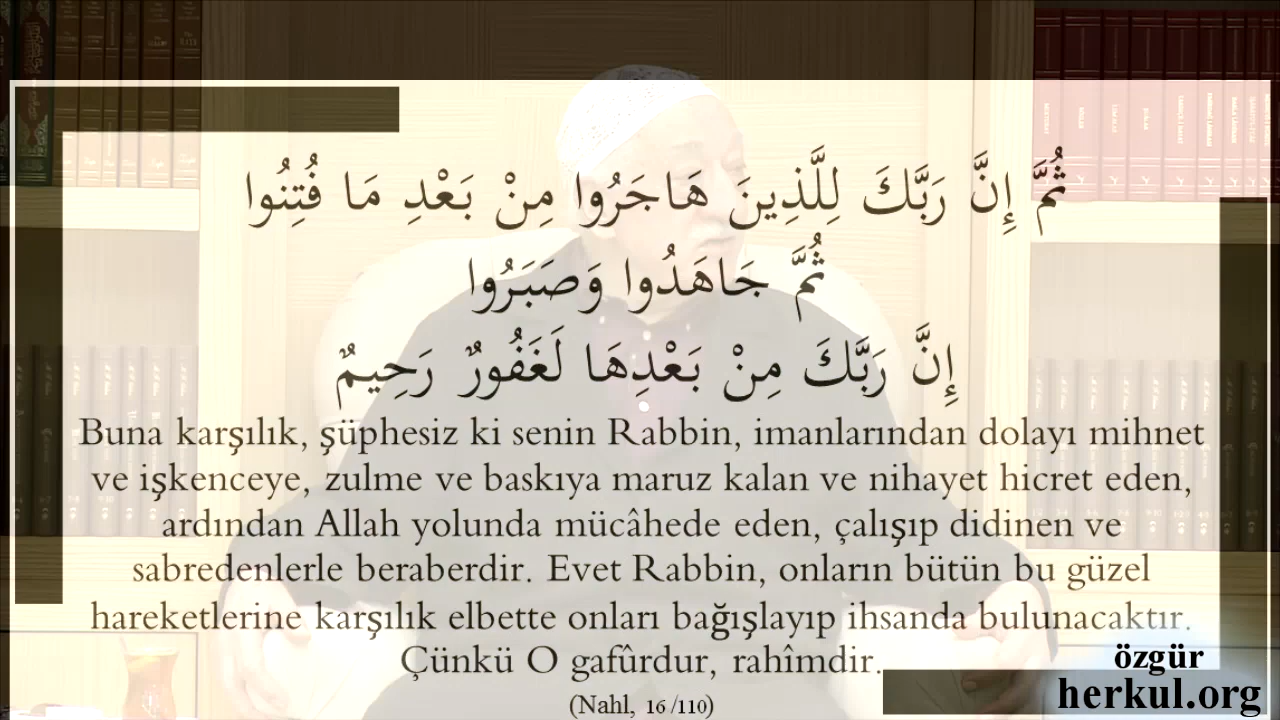 ثُمَّ إِنَّ رَبَّكَ لِلَّذِينَ هَاجَرُوا مِنْ بَعْدِ مَا فُتِنُوا
ثُمَّ جَاهَدُوا وَصَبَرُوا
إِنَّ رَبَّكَ مِنْ بَعْدِهَا لَغَفُورٌ رَحِيمٌ
Buna karşılık, şüphesiz ki senin Rabbin, imanlarından dolayı mihnet
ve işkenceye, zulme ve baskıya maruz kalan ve nihayet hicret eden,
ardından Allah yolunda mücâhede eden, çalışıp didinen ve
sabredenlerle beraberdir. Evet Rabbin, onların bütün bu güzel
hareketlerine karşılık elbette onları bağışlayıp ihsanda bulunacaktır.
Çünkü O gafûrdur, rahîmdir.
(Nahl, 16 /110)
özgür
herkul.org